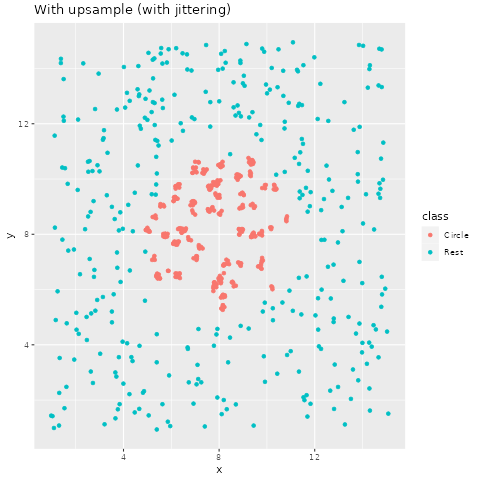 With upsample (with jittering)
12
8
4
y
4
8
12
x
class
Circle
Rest